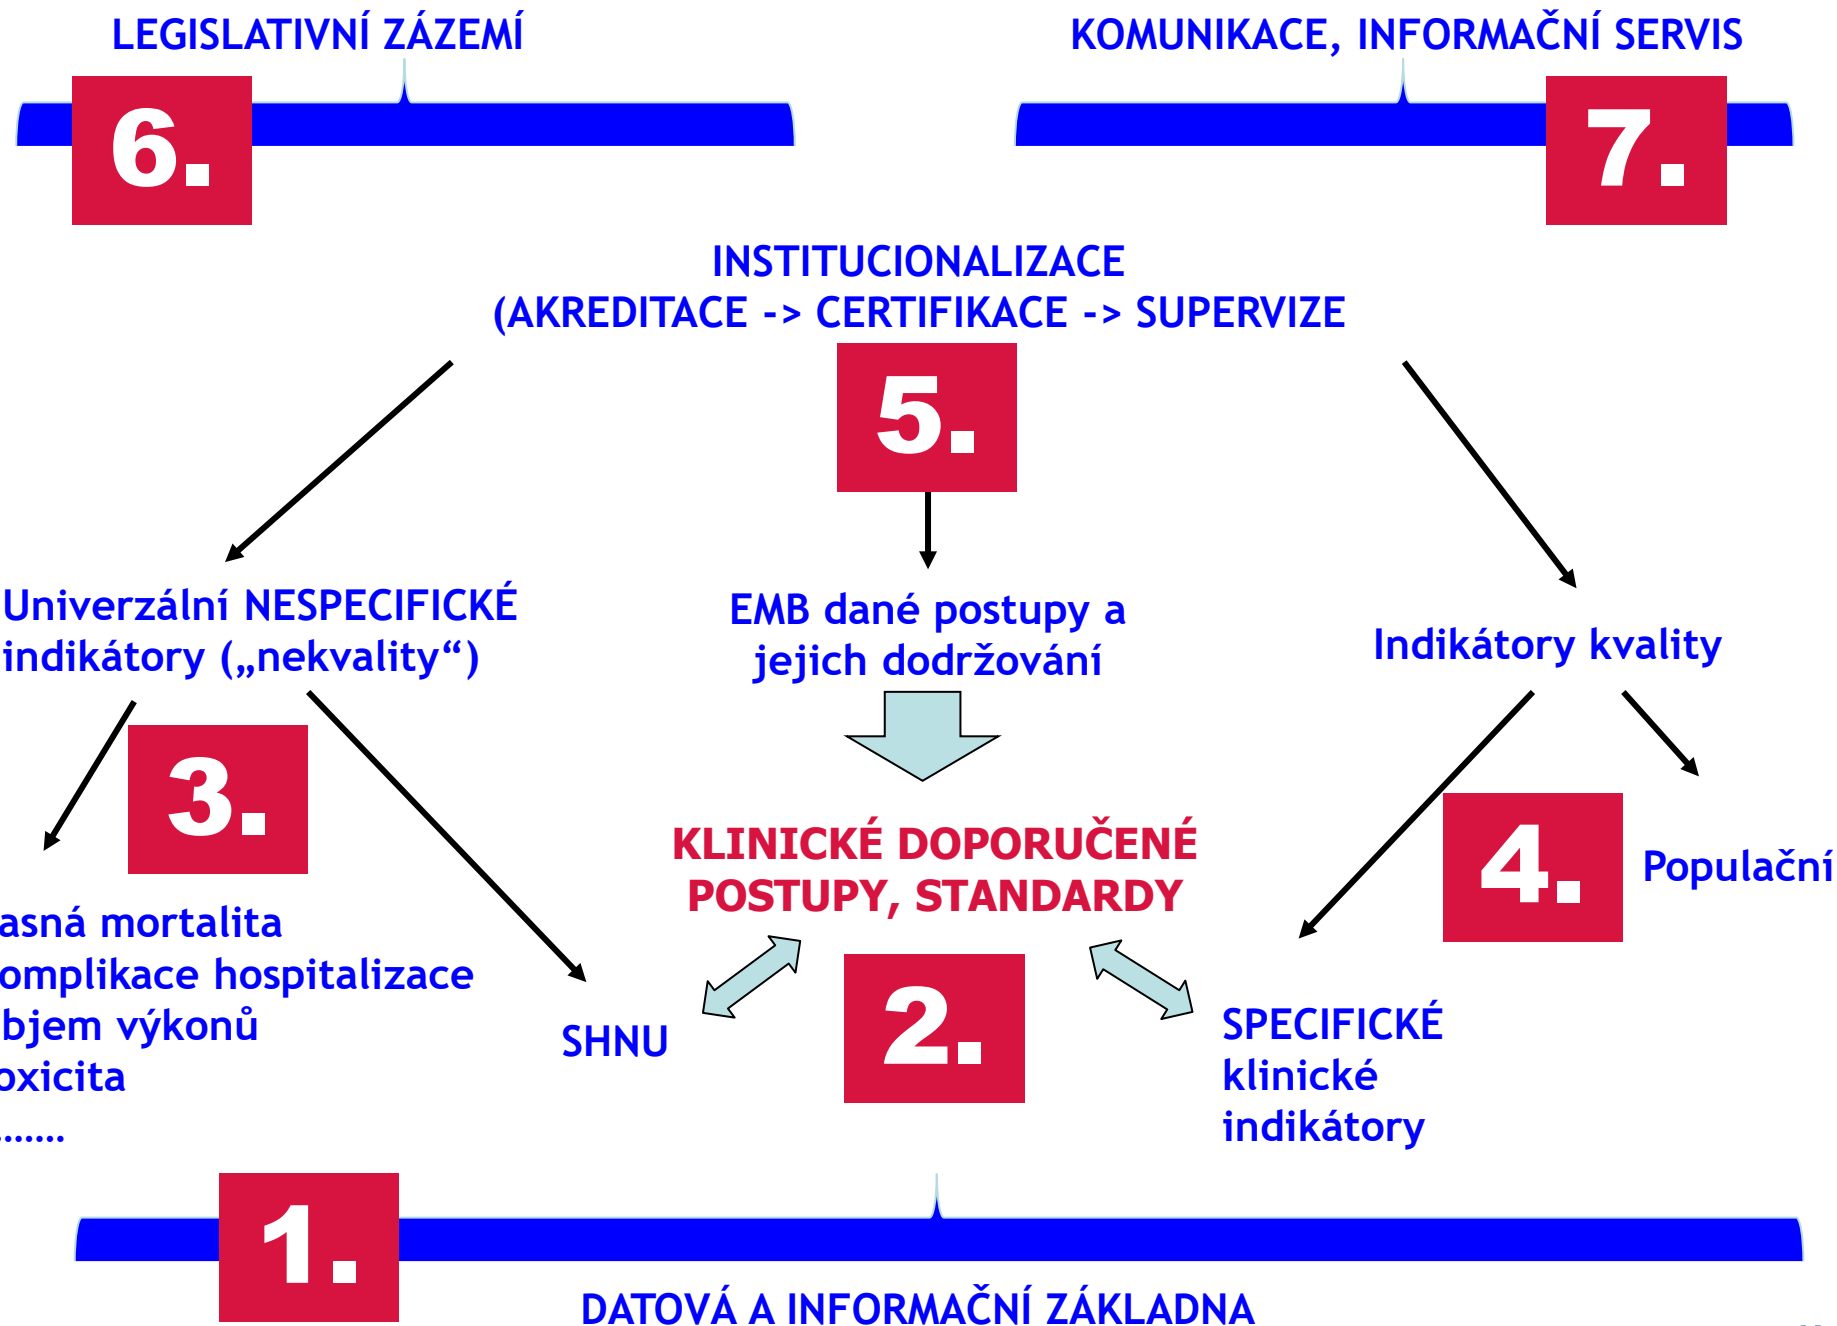 LEGISLATIVNÍ ZÁZEMÍ
KOMUNIKACE, INFORMAČNÍ SERVIS
6.
7.
INSTITUCIONALIZACE
(AKREDITACE -> CERTIFIKACE -> SUPERVIZE
5.
Univerzální NESPECIFICKÉ
indikátory („nekvality“)
EMB dané postupy a
jejich dodržování
Indikátory kvality
3.
4.
Populační
KLINICKÉ DOPORUČENÉ
POSTUPY, STANDARDY
asná mortalita
omplikace hospitalizace
bjem výkonů
oxicita
.......
SHNU
2.
SPECIFICKÉ
klinické
indikátory
1.
DATOVÁ A INFORMAČNÍ ZÁKLADNA